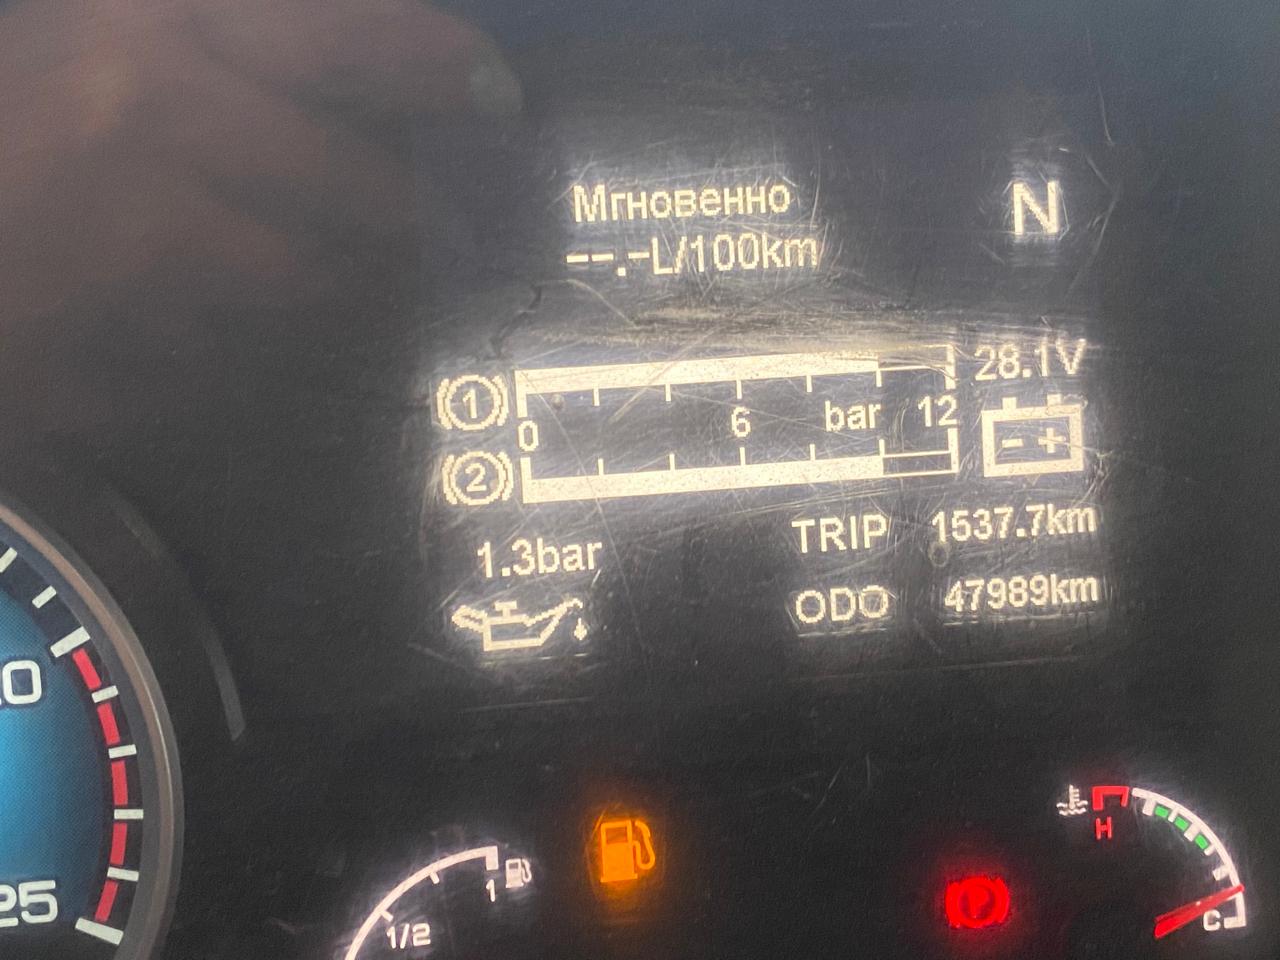 Мгновенно
N
--.-L/100km
28.1V
1
0
6
bar
12
2
- +
TRIP 1537.7km
1.3bar
ODO 47989km
25
H
1
1/2
P
C